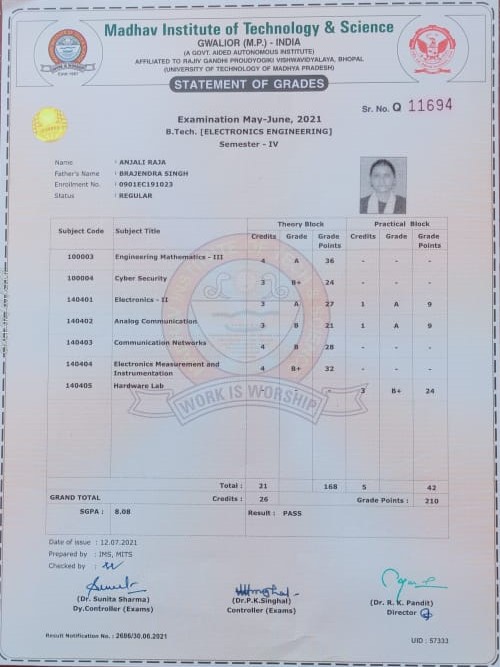 Madhav Institute of Technology & Science
GWALIOR (M.P.) - INDIA
(A GOVT. AIDED AUTONOMOUS INSTITUTE)
AFFILIATED TO RAJIV GANDHI PROUDYOGIKI VISHWAVIDYALAYA, BHOPAL
(UNIVERSITY OF TECHNOLOGY OF MADHYA PRADESH)
STATEMENT OF GRADES
Sr. No. Q 11694
Examination May-June, 2021
B.Tech. [ELECTRONICS ENGINEERING]
Semester - IV
Name : ANJALI RAJA
Father's Name : BRAJENDRA SINGH
Enrollment No. : 0901EC191023
Status : REGULAR
Subject Code Subject Title Theory Block Practical Block
Credits Grade Grade Points Credits Grade Grade Points
100003 Engineering Mathematics - III 4 A 36 - - -
100004 Cyber Security 3 B+ 24 - - -
140401 Electronics - II 3 A 27 1 A 9
140402 Analog Communication 3 B 21 1 A 9
140403 Communication Networks 4 B 28 - - -
140404 Electronics Measurement and Instrumentation 4 B+ 32 - - -
140405 Hardware Lab - - - 3 B+ 24
WORK IS WORSHIP
Total : 21 168 5 42
GRAND TOTAL Credits : 26 Grade Points : 210
SGPA : 8.08 Result : PASS
Date of issue : 12.07.2021
Prepared by : IMS, MITS
Checked by :
(Dr. Sunita Sharma) (Dr.P.K.Singhal) (Dr. R. K. Pandit)
Dy.Controller (Exams) Controller (Exams) Director
Result Notification No. : 2686/30.06.2021 UID : 57333